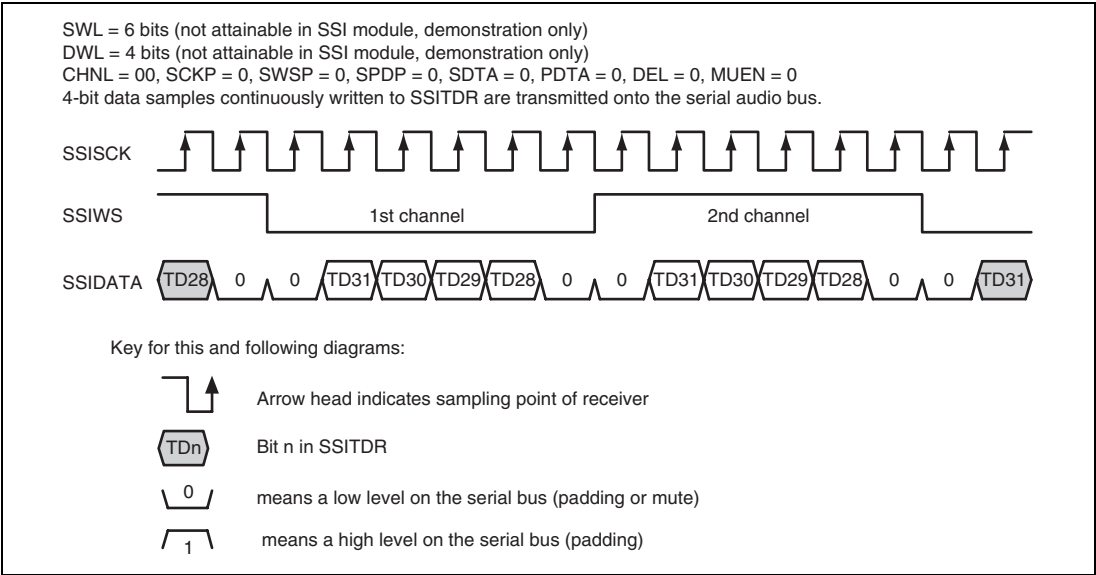 SWL = 6 bits (not attainable in SSI module, demonstration only)
DWL = 4 bits (not attainable in SSI module, demonstration only)
CHNL = 00, SCKP = 0, SWSP = 0, SPDP = 0, SDTA = 0, PDTA = 0, DEL = 0, MUEN = 0
4-bit data samples continuously written to SSITDR are transmitted onto the serial audio bus.
SSISCK
SSIWS 1st channel 2nd channel
SSIDATA TD28 0 0 TD31 TD30 TD29 TD28 0 0 TD31 TD30 TD29 TD28 0 0 TD31
Key for this and following diagrams:
Arrow head indicates sampling point of receiver
TDn Bit n in SSITDR
0 means a low level on the serial bus (padding or mute)
1 means a high level on the serial bus (padding)